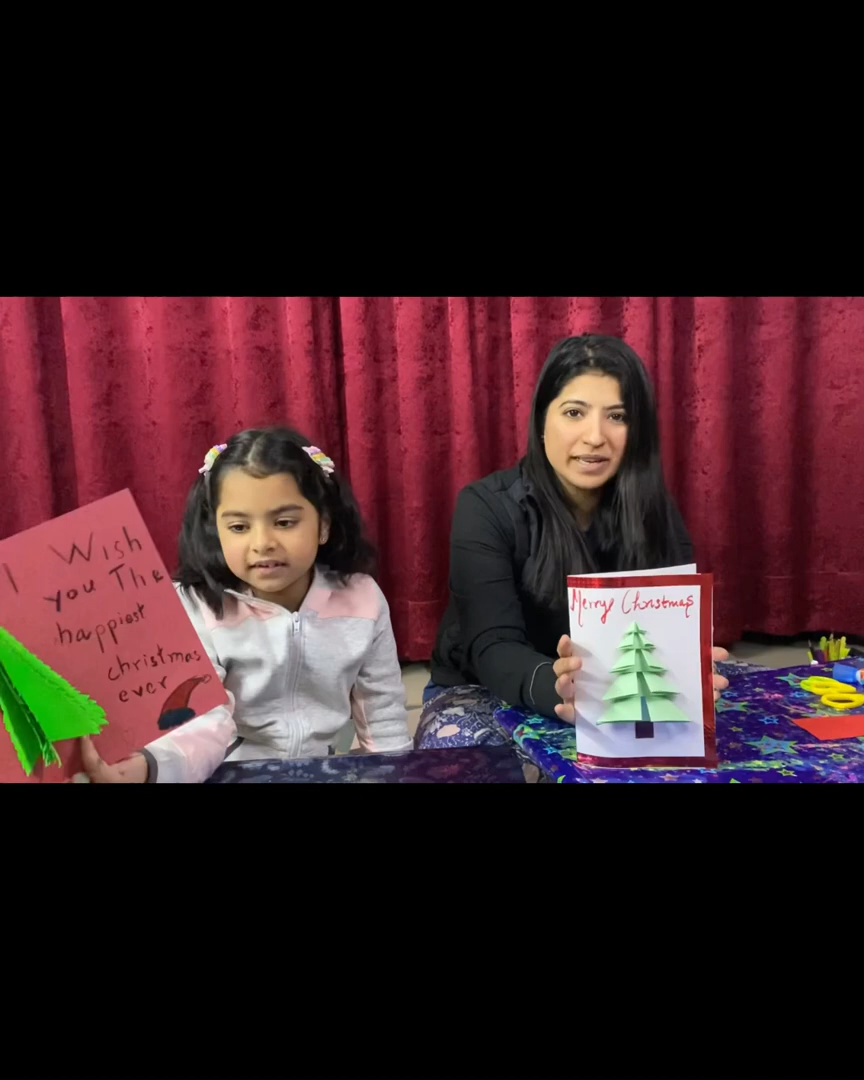 I Wish
you The
happiest
christmas
ever
Merry Christmas